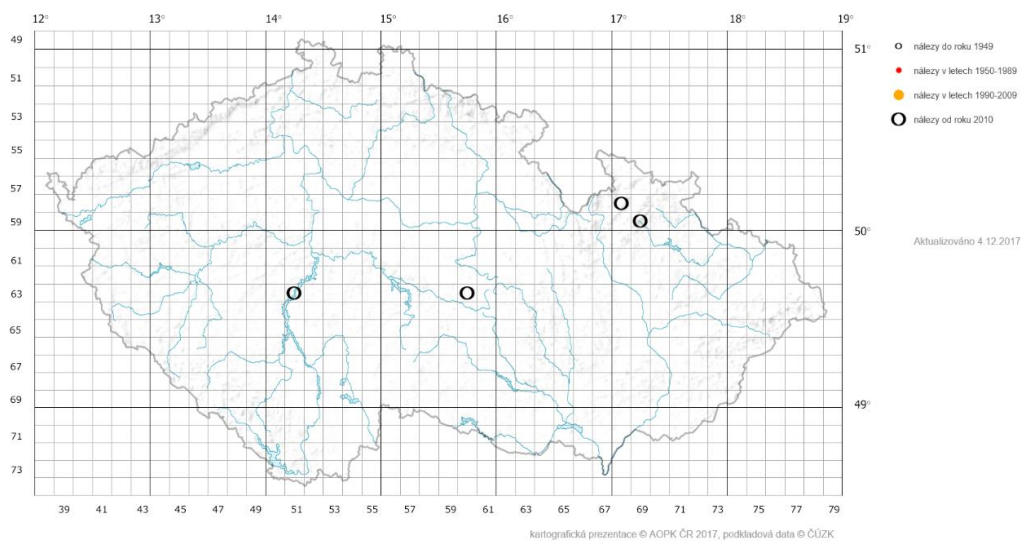 12° 14° 15° 16° 17° 18° 19°
49
51° nálezy do roku 1949
51
nálezy v letech 1950-1989
nálezy v letech 1990-2009
53
nálezy od roku 2010
55
57
59
50°
Aktualizováno 4.12.2017
61
63
65
67
69
49°
71
73
39 41 43 45 47 49 51 53 55 57 59 61 63 65 67 69 71 73 75 77 79
kartografická prezentace © AOPK ČR 2017, podkladová data © ČÚZK